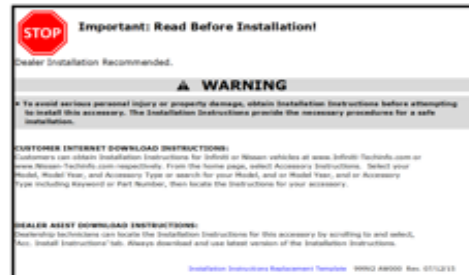 STOP
Important: Read Before Installation!
Dealer Installation Recommended.
WARNING
• To avoid serious personal injury or property damage, obtain Installation Instructions before attempting
to install this accessory. The Installation Instructions provide the necessary procedures for a safe
installation.
CUSTOMER INTERNET DOWNLOAD INSTRUCTIONS:
Customers can obtain Installation Instructions for Infiniti or Nissan vehicles at www.Infiniti-Techinfo.com or
www.Nissan-Techinfo.com respectively. From the home page, select Accessory Instructions. Select your
Model, Model Year, and Accessory Type or search for your Model, and or Model Year, and or Accessory
Type including Keyword or Part Number, then locate the Instructions for your accessory.
DEALER ASIST DOWNLOAD INSTRUCTIONS:
Dealership technicians can locate the Installation Instructions for this accessory by scrolling to and select,
"Acc. Install Instructions" tab. Always download and use latest version of the Installation Instructions.
Installation Instructions Replacement Template 999N2 AW000 Rev. 07/12/15